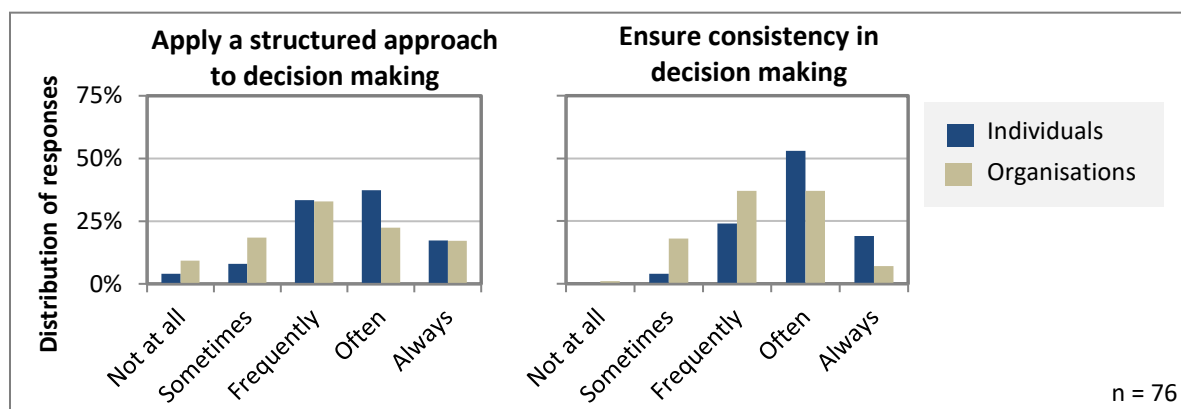 Apply a structured approach
to decision making
Ensure consistency in
decision making
Distribution of responses
75%
50%
25%
0%
Not at all
Sometimes
Frequently
Often
Always
Not at all
Sometimes
Frequently
Often
Always
Individuals
Organisations
n = 76